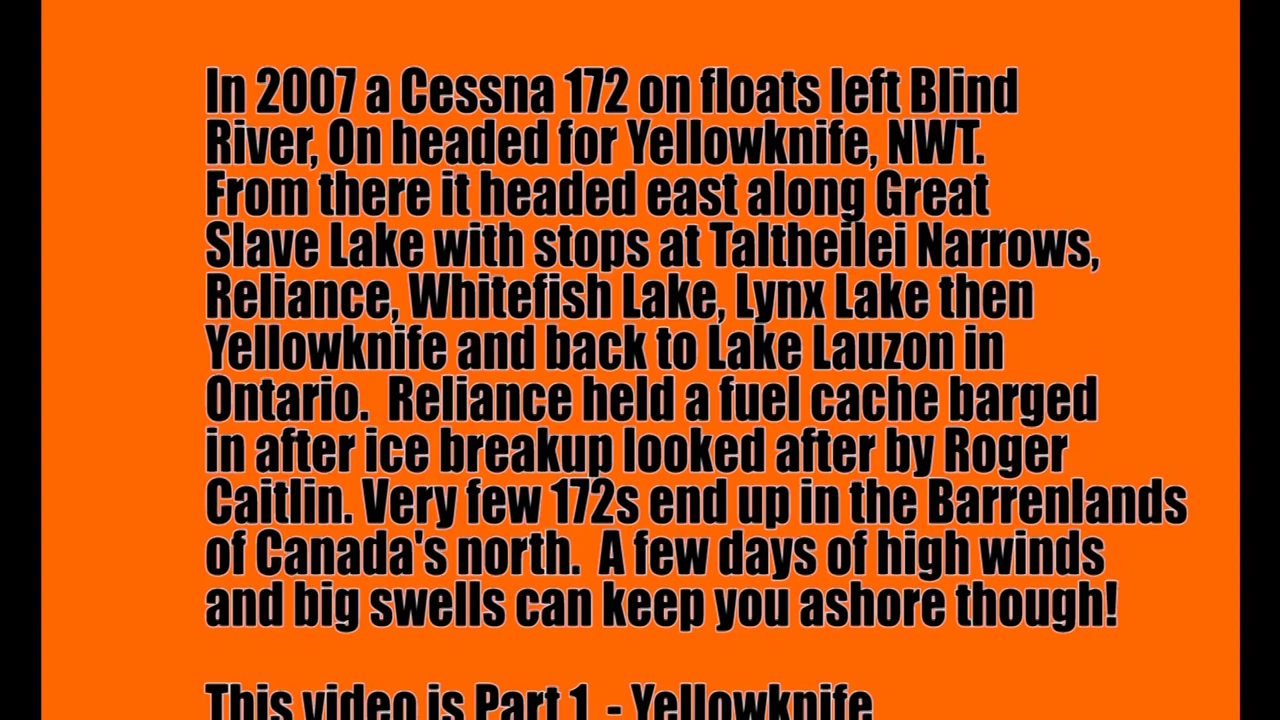 In 2007 a Cessna 172 on floats left Blind
River, On headed for Yellowknife, NWT.
From there it headed east along Great
Slave Lake with stops at Taltheilei Narrows,
Reliance, Whitefish Lake, Lynx Lake then
Yellowknife and back to Lake Lauzon in
Ontario.  Reliance held a fuel cache barged
in after ice breakup looked after by Roger
Caitlin. Very few 172s end up in the Barrenlands
of Canada's north.  A few days of high winds
and big swells can keep you ashore though!
This video is Part 1 - Yellowknife